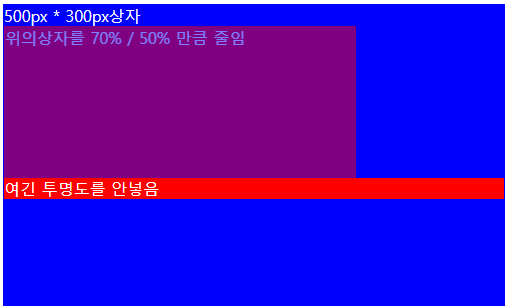 500px * 300px상자
위의상자를 70% / 50% 만큼 줄임
여긴 투명도를 안넣음